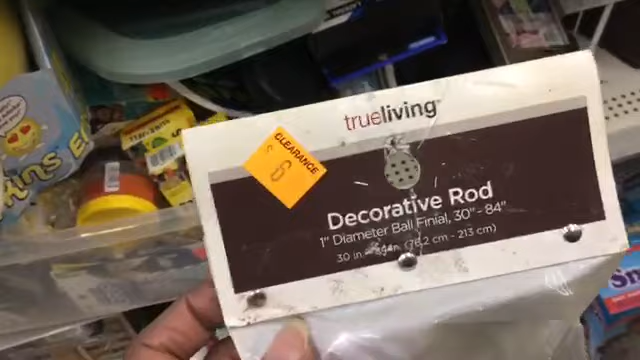 trueliving
CLEARANCE
$ 6
Decorative Rod
1" Diameter Ball Finial, 30" - 84"